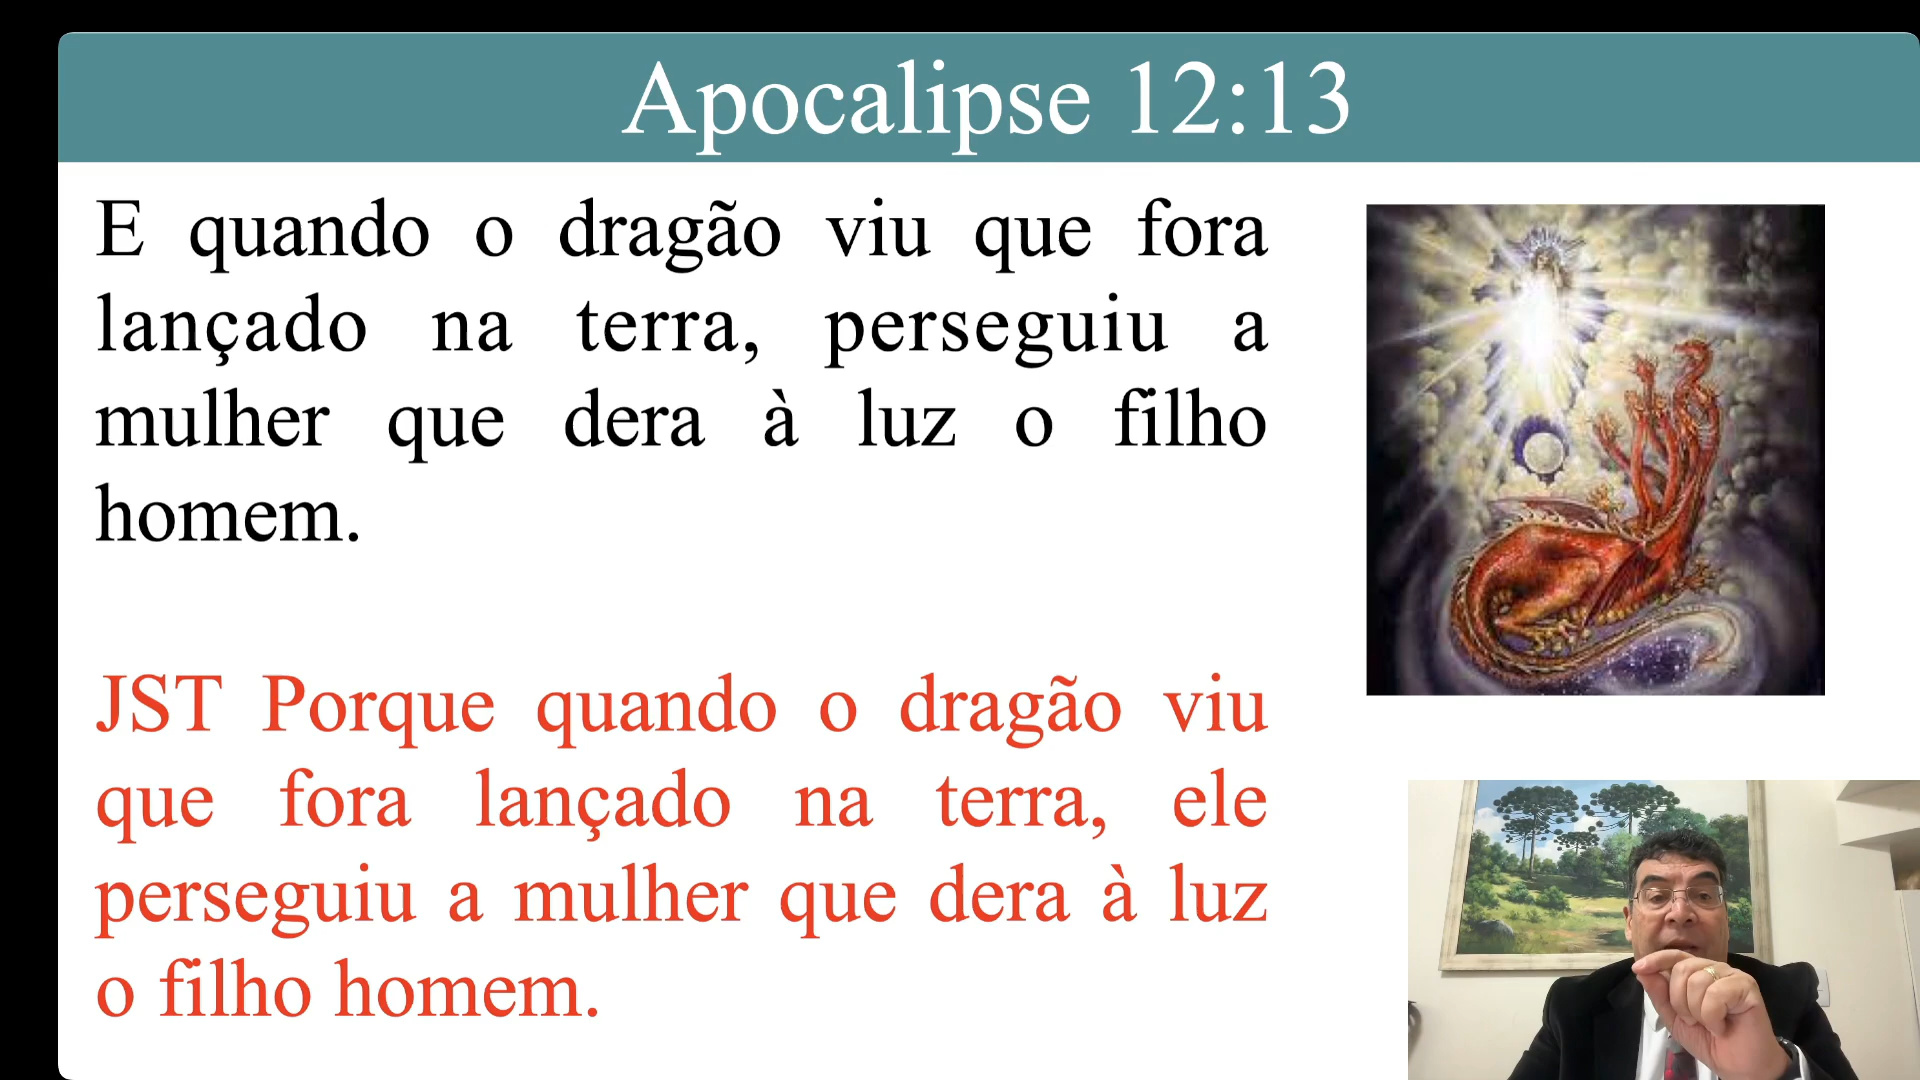 Apocalipse 12:13
E quando o dragão viu que fora
lançado na terra, perseguiu a
mulher que dera à luz o filho
homem.
JST Porque quando o dragão viu
que fora lançado na terra, ele
perseguiu a mulher que dera à luz
o filho homem.